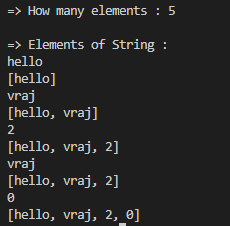 => How many elements : 5
=> Elements of String :
hello
[hello]
vraj
[hello, vraj]
2
[hello, vraj, 2]
vraj
[hello, vraj, 2]
0
[hello, vraj, 2, 0]